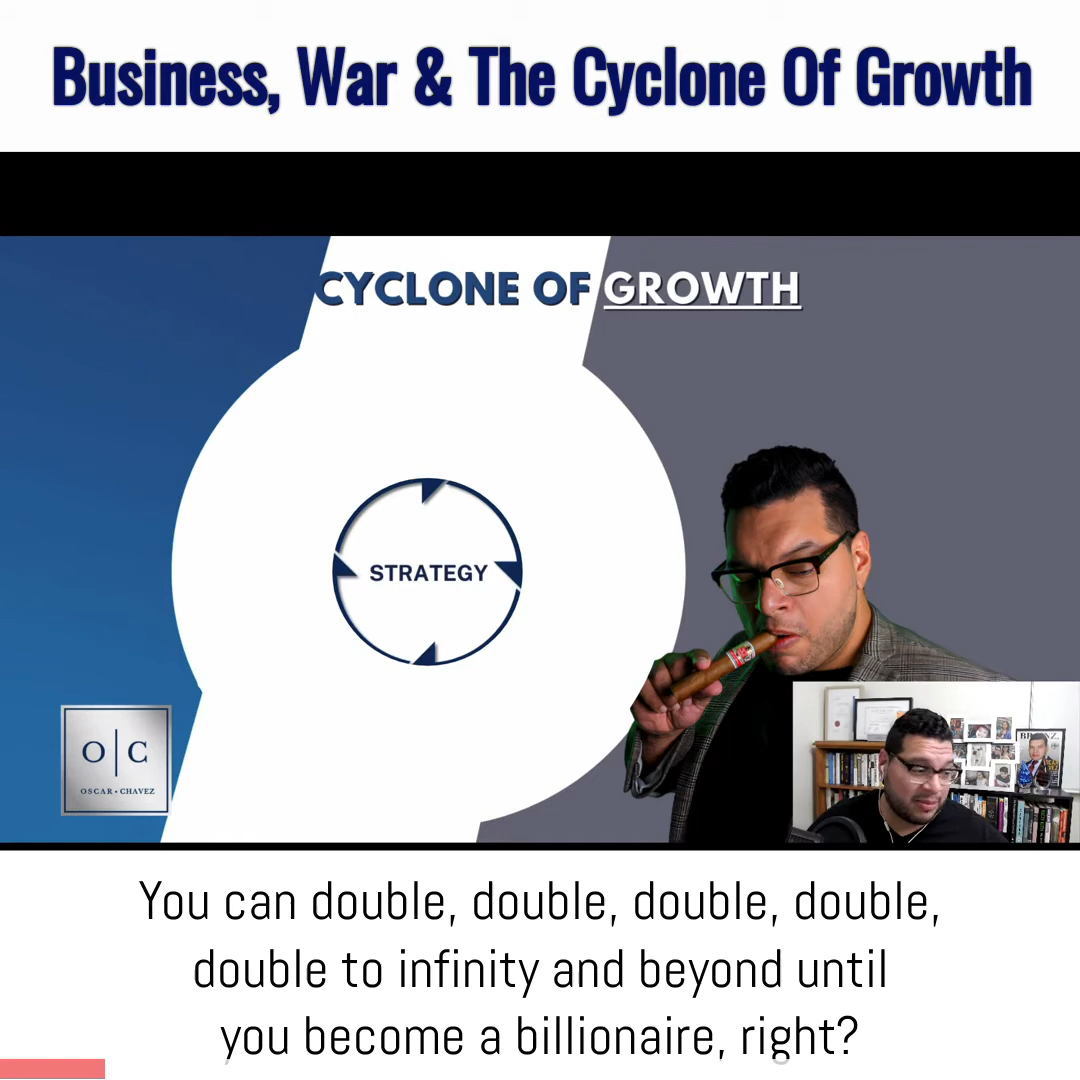 Business, War & The Cyclone Of Growth
CYCLONE OF GROWTH
STRATEGY
O|C
OSCAR • CHAVEZ
You can double, double, double, double,
double to infinity and beyond until
you become a billionaire, right?